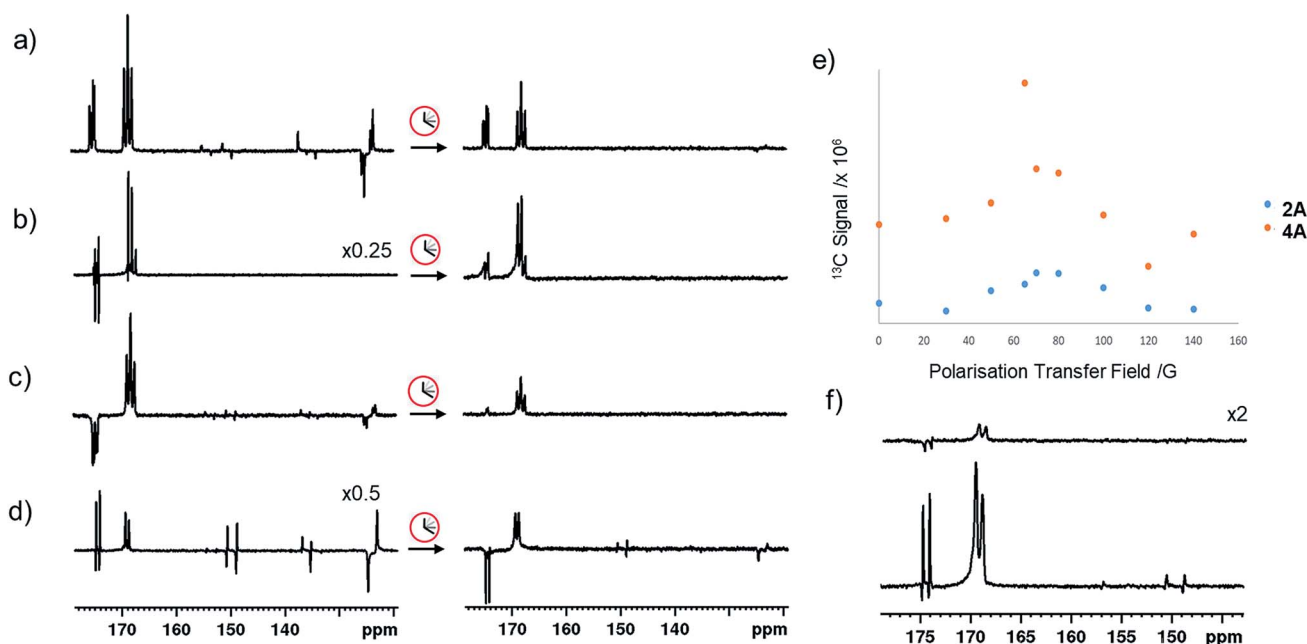 a)
b)
x0.25
c)
d)
x0.5
170 160 150 140 ppm
170 160 150 140 ppm
e)
¹³C Signal /x 10⁶
0 20 40 60 80 100 120 140 160
Polarisation Transfer Field /G
2A
4A
f)
x2
175 170 165 160 155 150 145 ppm